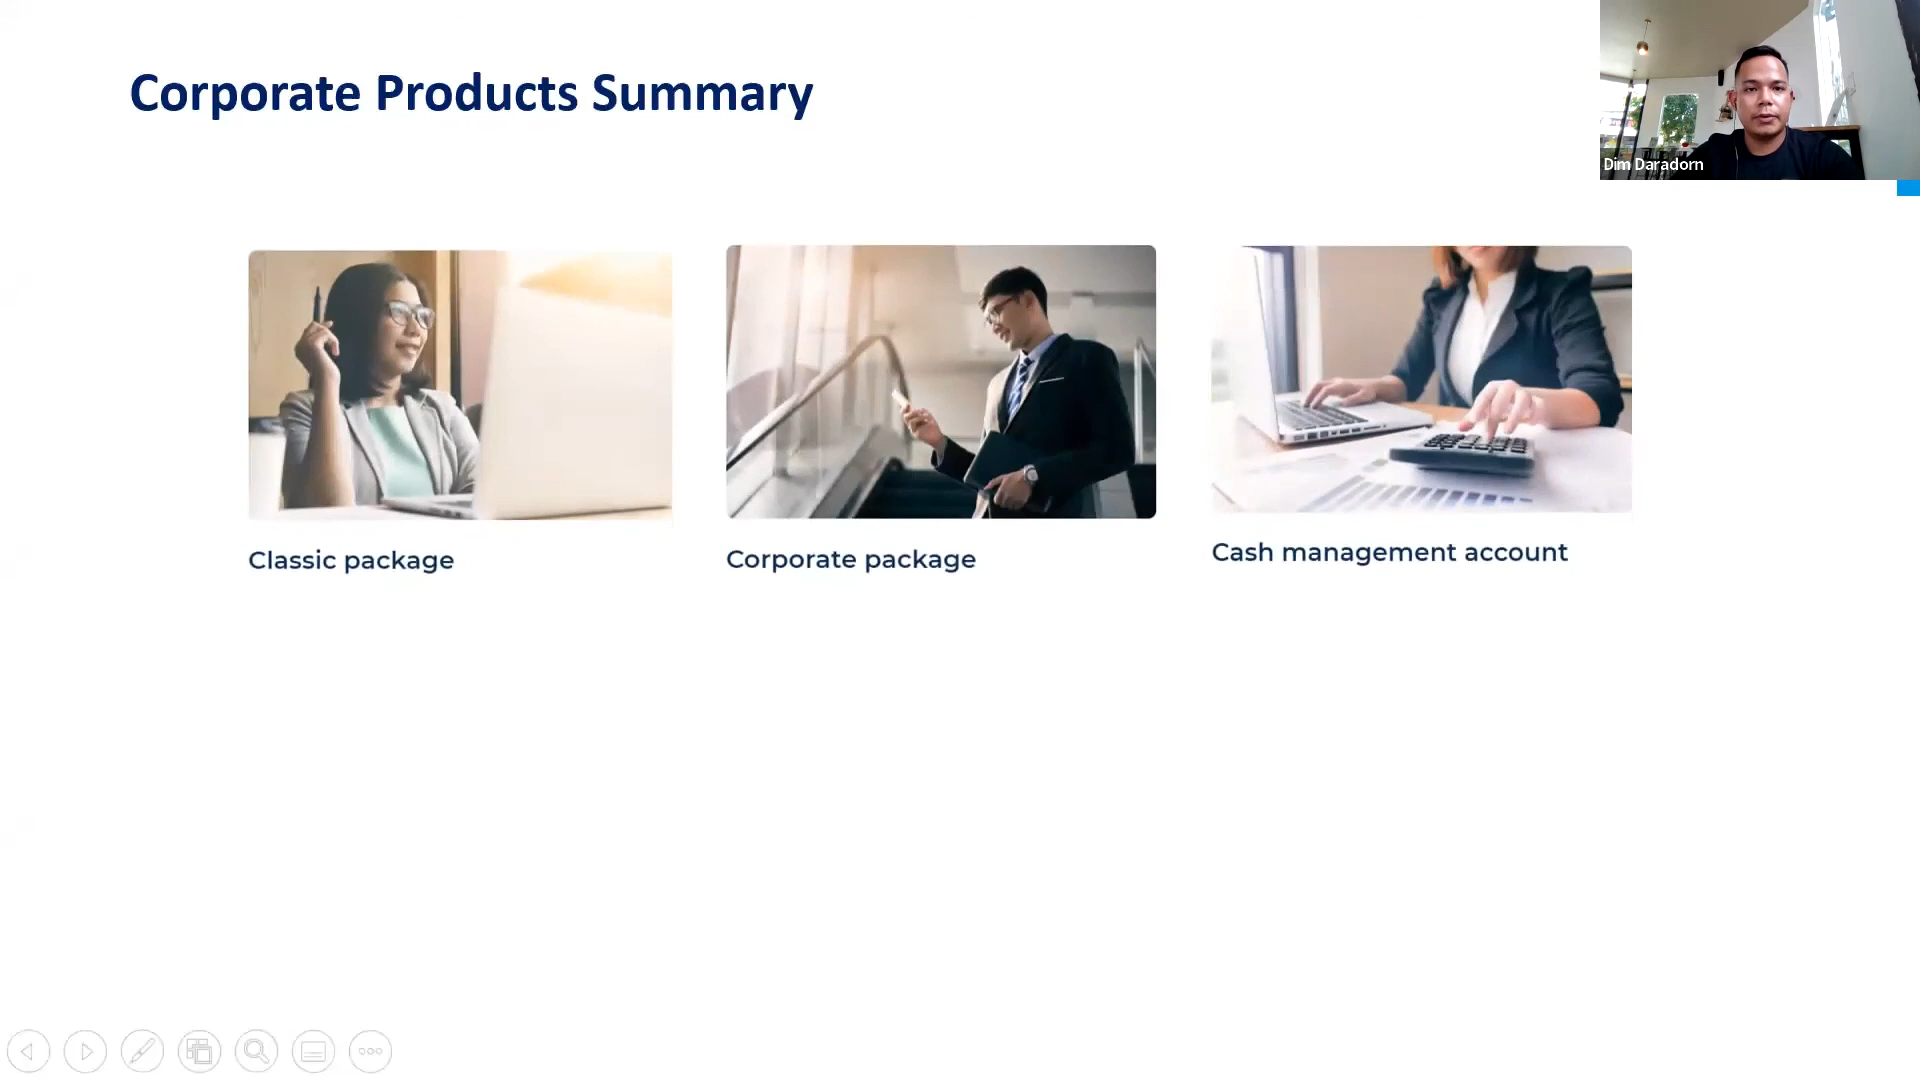 Corporate Products Summary
Dim Daradorn
Classic package
Corporate package
Cash management account